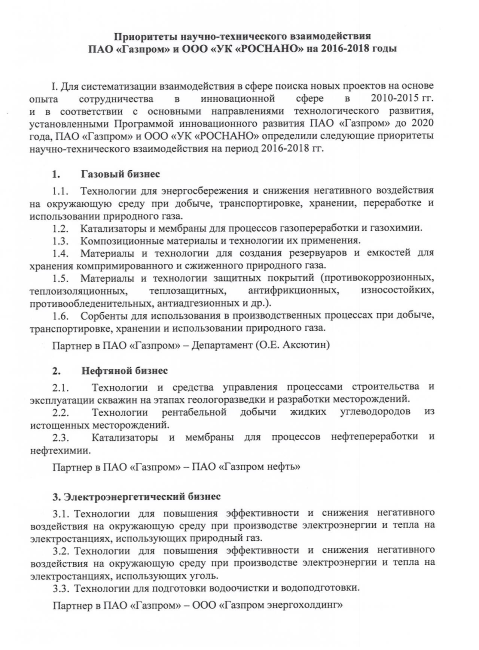 Приоритеты научно-технического взаимодействия
ПАО «Газпром» и ООО «УК «РОСНАНО» на 2016-2018 годы
I. Для систематизации взаимодействия в сфере поиска новых проектов на основе
опыта сотрудничества в инновационной сфере в 2010-2015 гг.
и в соответствии с основными направлениями технологического развития,
установленными Программой инновационного развития ПАО «Газпром» до 2020
года, ПАО «Газпром» и ООО «УК «РОСНАНО» определили следующие приоритеты
научно-технического взаимодействия на период 2016-2018 гг.
1. Газовый бизнес
1.1. Технологии для энергосбережения и снижения негативного воздействия
на окружающую среду при добыче, транспортировке, хранении, переработке и
использовании природного газа.
1.2. Катализаторы и мембраны для процессов газопереработки и газохимии.
1.3. Композиционные материалы и технологии их применения.
1.4. Материалы и технологии для создания резервуаров и емкостей для
хранения компримированного и сжиженного природного газа.
1.5. Материалы и технологии защитных покрытий (противокоррозионных,
теплоизоляционных, теплозащитных, антифрикционных, износостойких,
противообледенительных, антиадгезионных и др.).
1.6. Сорбенты для использования в производственных процессах при добыче,
транспортировке, хранении и использовании природного газа.
Партнер в ПАО «Газпром» – Департамент (О.Е. Аксютин)
2. Нефтяной бизнес
2.1. Технологии и средства управления процессами строительства и
эксплуатации скважин на этапах геологоразведки и разработки месторождений.
2.2. Технологии рентабельной добычи жидких углеводородов из
истощенных месторождений.
2.3. Катализаторы и мембраны для процессов нефтепереработки и
нефтехимии.
Партнер в ПАО «Газпром» – ПАО «Газпром нефть»
3. Электроэнергетический бизнес
3.1. Технологии для повышения эффективности и снижения негативного
воздействия на окружающую среду при производстве электроэнергии и тепла на
электростанциях, использующих природный газ.
3.2. Технологии для повышения эффективности и снижения негативного
воздействия на окружающую среду при производстве электроэнергии и тепла на
электростанциях, использующих уголь.
3.3. Технологии для подготовки водоочистки и водоподготовки.
Партнер в ПАО «Газпром» – ООО «Газпром энергохолдинг»